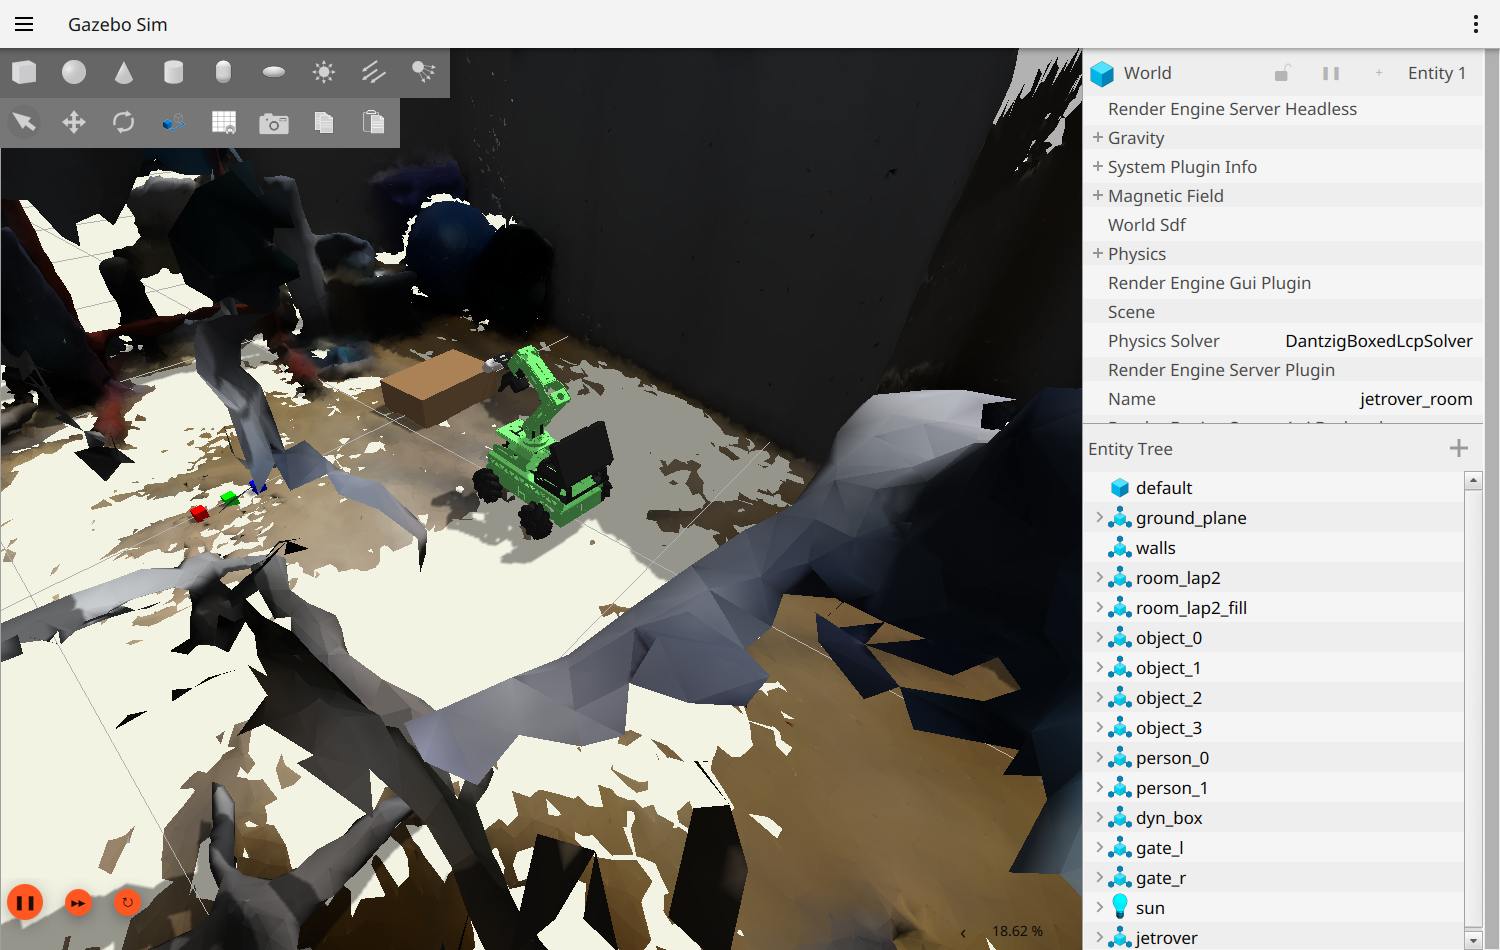 Gazebo Sim
World
Entity 1
Render Engine Server Headless
Gravity
System Plugin Info
Magnetic Field
World Sdf
Physics
Render Engine Gui Plugin
Scene
Physics Solver DantzigBoxedLcpSolver
Render Engine Server Plugin
Name jetrover_room
Entity Tree
default
ground_plane
walls
room_lap2
room_lap2_fill
object_0
object_1
object_2
object_3
person_0
person_1
dyn_box
gate_l
gate_r
sun
jetrover
18.62 %